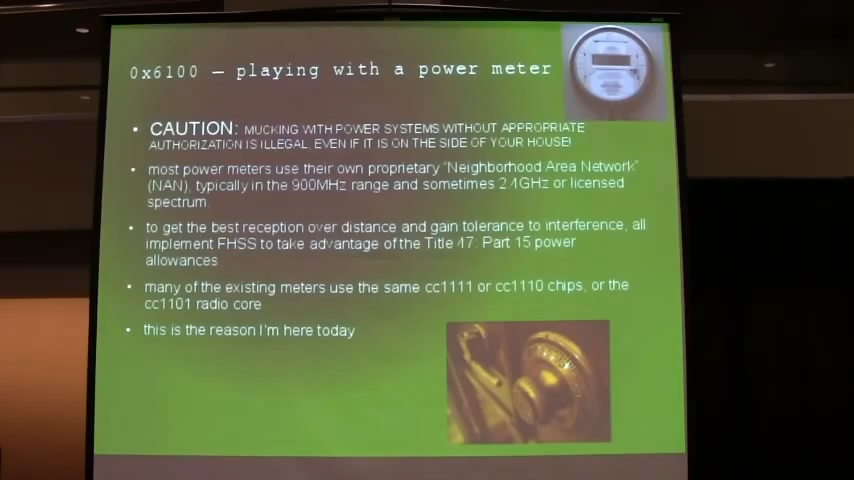 0x6100 – playing with a power meter
• CAUTION: MUCKING WITH POWER SYSTEMS WITHOUT APPROPRIATE
AUTHORIZATION IS ILLEGAL, EVEN IF IT IS ON THE SIDE OF YOUR HOUSE!
• most power meters use their own proprietary "Neighborhood Area Network"
(NAN), typically in the 900MHz range and sometimes 2.4GHz or licensed
spectrum.
• to get the best reception over distance and gain tolerance to interference, all
implement FHSS to take advantage of the Title 47: Part 15 power
allowances
• many of the existing meters use the same cc1111 or cc1110 chips, or the
cc1101 radio core
• this is the reason I'm here today